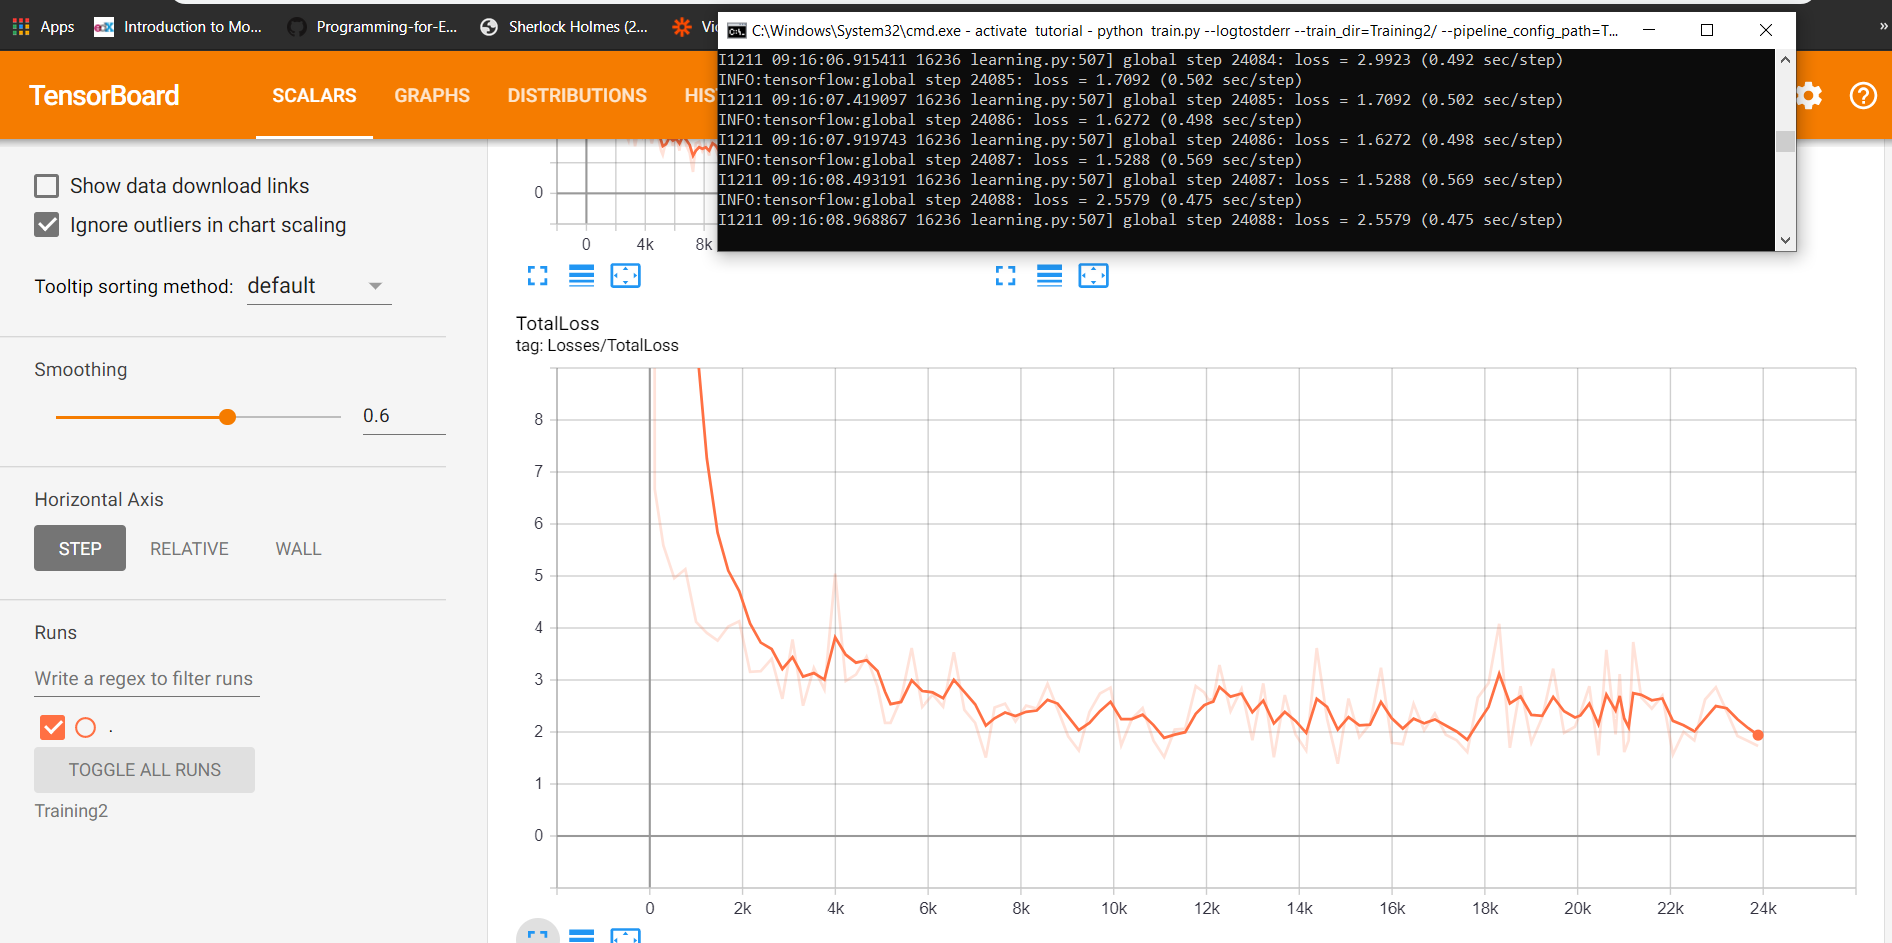 Apps
Introduction to Mo...
Programming-for-E...
Sherlock Holmes (2...
»
C:\Windows\System32\cmd.exe - activate  tutorial - python  train.py --logtostderr --train_dir=Training2/ --pipeline_config_path=T...
I1211 09:16:06.915411 16236 learning.py:507] global step 24084: loss = 2.9923 (0.492 sec/step)
INFO:tensorflow:global step 24085: loss = 1.7092 (0.502 sec/step)
I1211 09:16:07.419097 16236 learning.py:507] global step 24085: loss = 1.7092 (0.502 sec/step)
INFO:tensorflow:global step 24086: loss = 1.6272 (0.498 sec/step)
I1211 09:16:07.919743 16236 learning.py:507] global step 24086: loss = 1.6272 (0.498 sec/step)
INFO:tensorflow:global step 24087: loss = 1.5288 (0.569 sec/step)
I1211 09:16:08.493191 16236 learning.py:507] global step 24087: loss = 1.5288 (0.569 sec/step)
INFO:tensorflow:global step 24088: loss = 2.5579 (0.475 sec/step)
I1211 09:16:08.968867 16236 learning.py:507] global step 24088: loss = 2.5579 (0.475 sec/step)
TensorBoard
SCALARS
GRAPHS
DISTRIBUTIONS
Show data download links
Ignore outliers in chart scaling
Tooltip sorting method: default
Smoothing
0.6
Horizontal Axis
STEP RELATIVE WALL
Runs
Write a regex to filter runs
.
TOGGLE ALL RUNS
Training2
0
0 4k 8k
TotalLoss
tag: Losses/TotalLoss
8
7
6
5
4
3
2
1
0
0 2k 4k 6k 8k 10k 12k 14k 16k 18k 20k 22k 24k